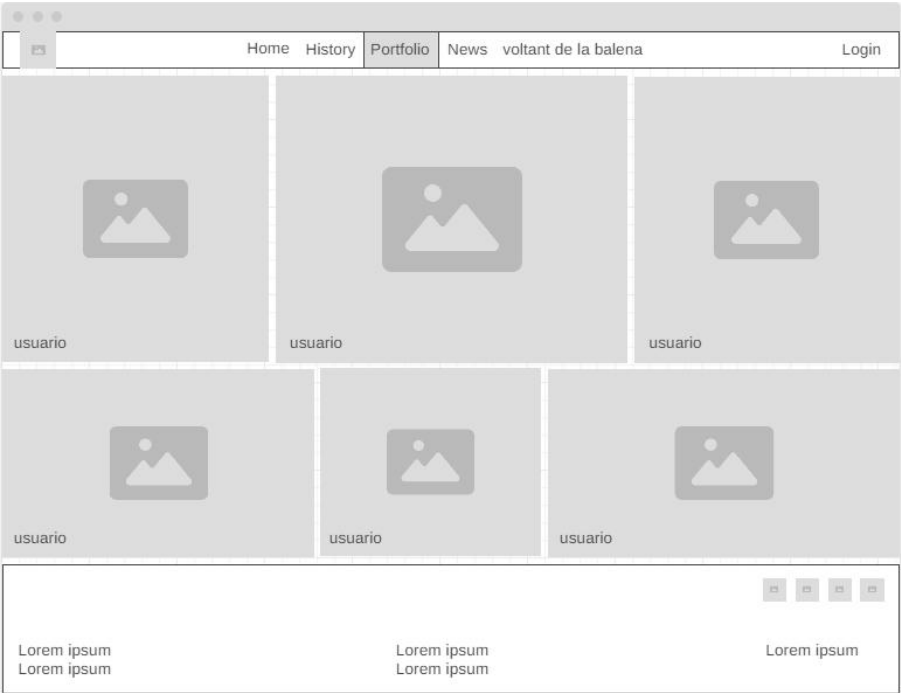 Home History Portfolio News voltant de la balena Login
usuario usuario usuario
usuario usuario usuario
Lorem ipsum Lorem ipsum Lorem ipsum
Lorem ipsum Lorem ipsum